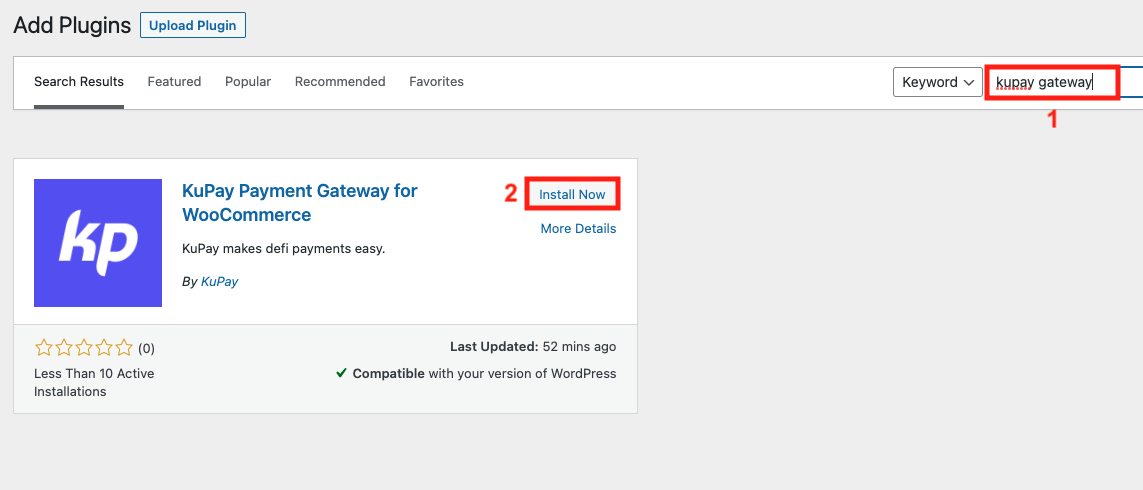 Add Plugins Upload Plugin
Search Results Featured Popular Recommended Favorites Keyword kupay gateway
1
KuPay Payment Gateway for
WooCommerce
2 Install Now
More Details
KuPay makes defi payments easy.
By KuPay
kp
(0)
Last Updated: 52 mins ago
Less Than 10 Active
Installations
Compatible with your version of WordPress